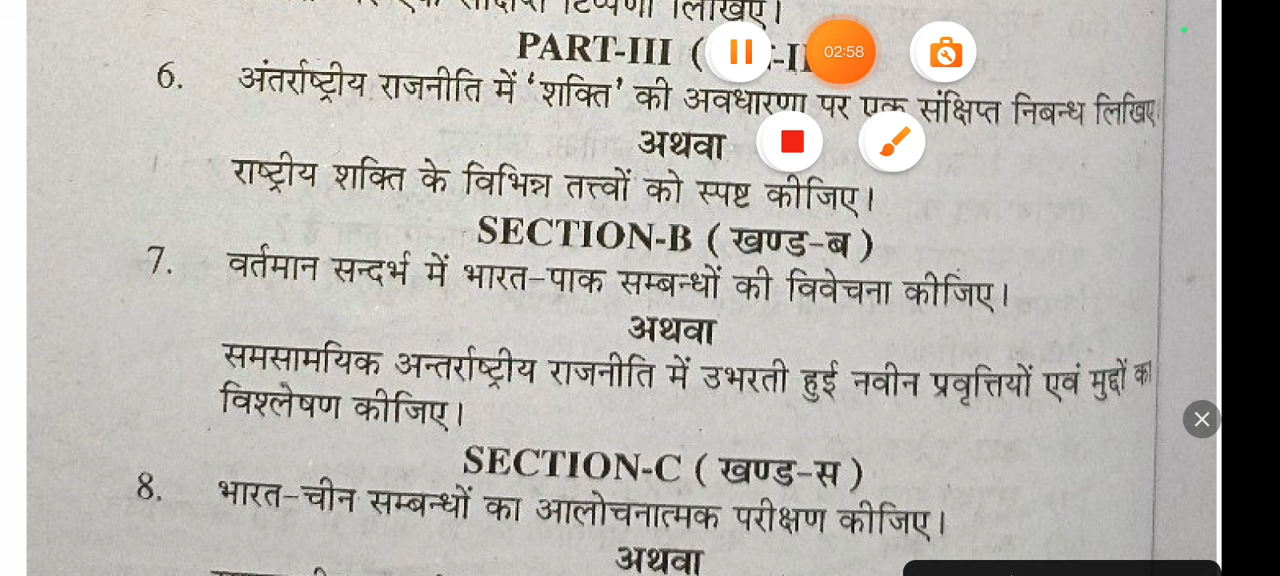 लिखिए।
PART-III (
6. अंतर्राष्ट्रीय राजनीति में 'शक्ति' की अवधारणा पर एक संक्षिप्त निबन्ध लिखिए
अथवा
राष्ट्रीय शक्ति के विभिन्न तत्त्वों को स्पष्ट कीजिए।
SECTION-B ( खण्ड-ब )
7. वर्तमान सन्दर्भ में भारत-पाक सम्बन्धों की विवेचना कीजिए।
अथवा
समसामयिक अन्तर्राष्ट्रीय राजनीति में उभरती हुई नवीन प्रवृत्तियों एवं मुद्दों का
विश्लेषण कीजिए।
SECTION-C ( खण्ड-स )
8. भारत-चीन सम्बन्धों का आलोचनात्मक परीक्षण कीजिए।
अथवा
02:58